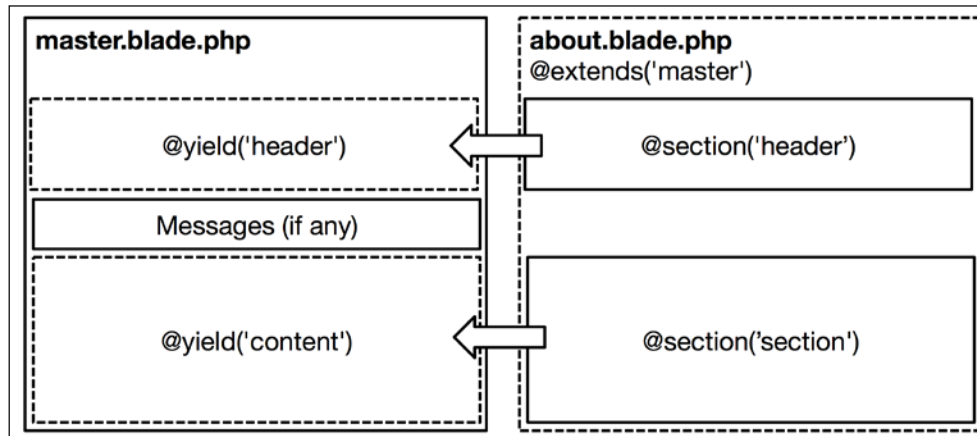 master.blade.php
@yield('header')
Messages (if any)
@yield('content')
about.blade.php
@extends('master')
@section('header’)
@section(’section')